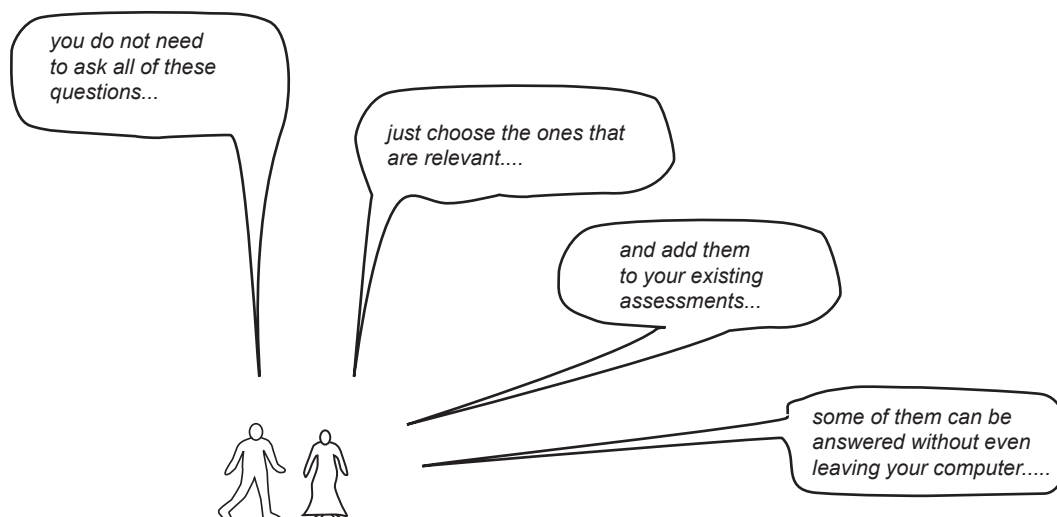 you do not need
to ask all of these
questions...
just choose the ones that
are relevant....
and add them
to your existing
assessments...
some of them can be
answered without even
leaving your computer.....